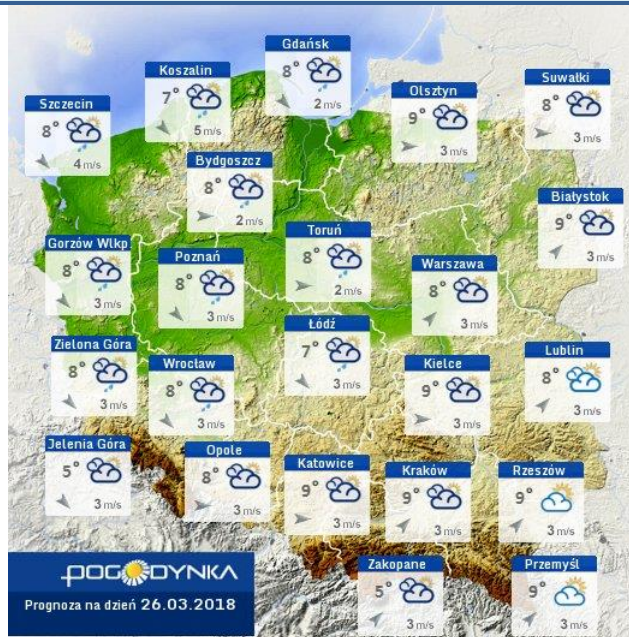 Gdańsk
8°
2 m/s
Koszalin
7°
5 m/s
Szczecin
8°
4 m/s
Olsztyn
9°
3 m/s
Suwałki
8°
3 m/s
Bydgoszcz
8°
2 m/s
Białystok
9°
3 m/s
Gorzów Wlkp.
8°
3 m/s
Poznań
8°
3 m/s
Toruń
8°
2 m/s
Warszawa
8°
3 m/s
Łódź
7°
3 m/s
Zielona Góra
8°
3 m/s
Wrocław
8°
3 m/s
Kielce
9°
3 m/s
Lublin
8°
3 m/s
Jelenia Góra
5°
3 m/s
Opole
8°
3 m/s
Katowice
9°
3 m/s
Kraków
9°
3 m/s
Rzeszów
9°
3 m/s
Zakopane
5°
3 m/s
Przemyśl
9°
3 m/s
POGODYNKA
Prognoza na dzień 26.03.2018